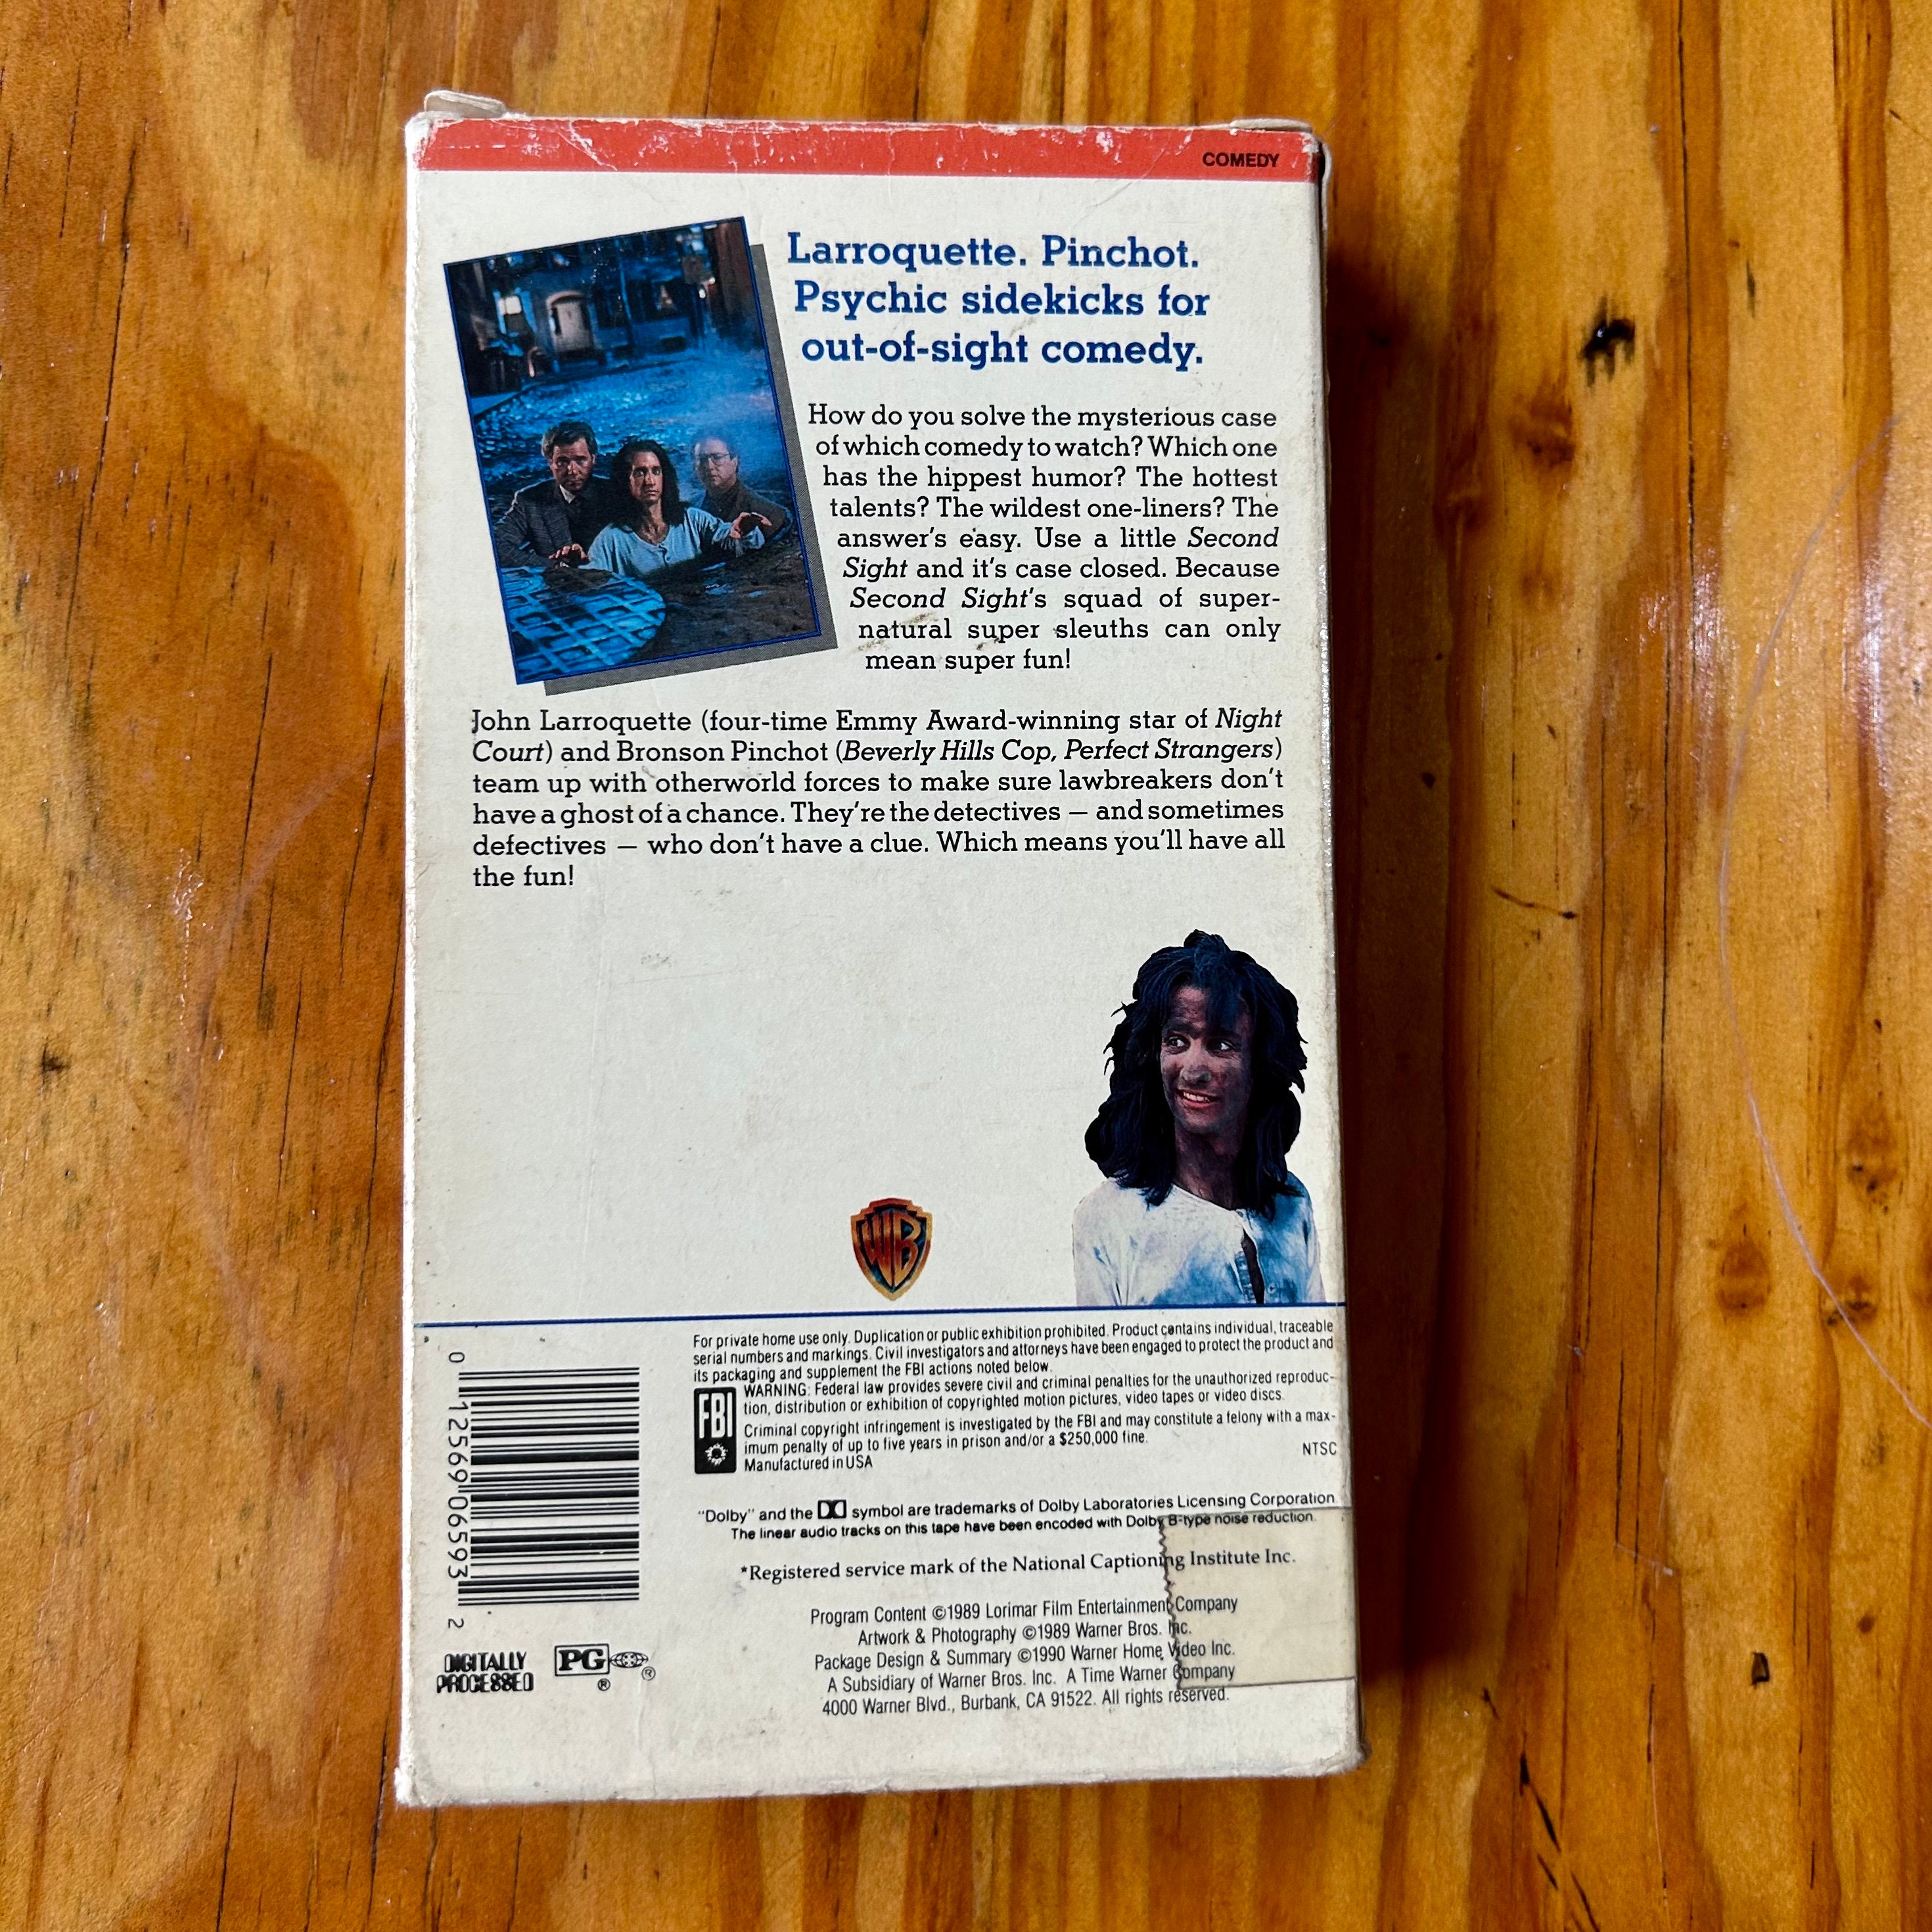 COMEDY
Larroquette. Pinchot.
Psychic sidekicks for
out-of-sight comedy.
How do you solve the mysterious case
of which comedy to watch? Which one
has the hippest humor? The hottest
talents? The wildest one-liners? The
answer's easy. Use a little Second
Sight and it's case closed. Because
Second Sight's squad of super-
natural super sleuths can only
mean super fun!
John Larroquette (four-time Emmy Award-winning star of Night
Court) and Bronson Pinchot (Beverly Hills Cop, Perfect Strangers)
team up with otherworld forces to make sure lawbreakers don't
have a ghost of a chance. They're the detectives — and sometimes
defectives — who don't have a clue. Which means you'll have all
the fun!
WB
For private home use only. Duplication or public exhibition prohibited. Product contains individual, traceable
serial numbers and markings. Civil investigators and attorneys have been engaged to protect the product and
its packaging and supplement the FBI actions noted below.
FBI
WARNING: Federal law provides severe civil and criminal penalties for the unauthorized reproduc-
tion, distribution or exhibition of copyrighted motion pictures, video tapes or video discs.
Criminal copyright infringement is investigated by the FBI and may constitute a felony with a max-
imum penalty of up to five years in prison and/or a $250,000 fine.
Manufactured in USA
NTSC
"Dolby" and the symbol are trademarks of Dolby Laboratories Licensing Corporation.
The linear audio tracks on this tape have been encoded with Dolby B-type noise reduction.
*Registered service mark of the National Captioning Institute Inc.
Program Content ©1989 Lorimar Film Entertainment Company
Artwork & Photography ©1989 Warner Bros. Inc.
Package Design & Summary ©1990 Warner Home Video Inc.
A Subsidiary of Warner Bros. Inc. A Time Warner Company
4000 Warner Blvd., Burbank, CA 91522. All rights reserved.
0 12569 06593 2
DIGITALLY
PROCESSED
PG ®
®